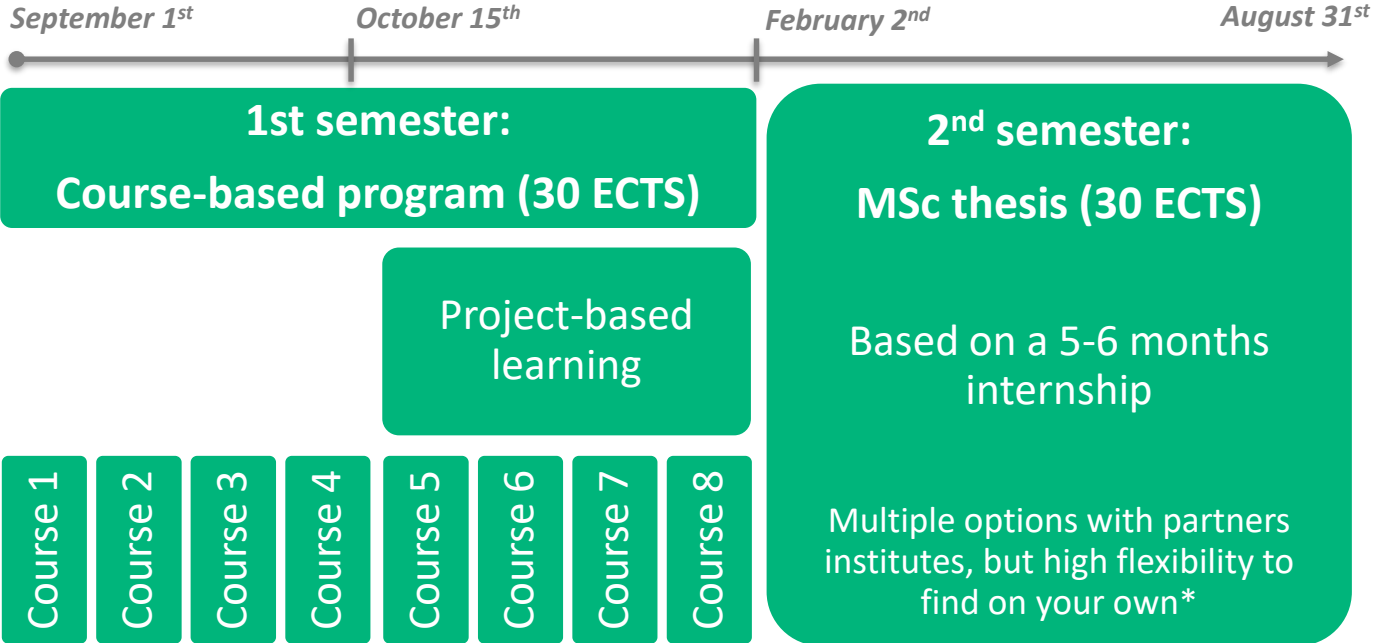 September 1st
October 15th
February 2nd
August 31st
1st semester:
Course-based program (30 ECTS)
Project-based
learning
Course 1
Course 2
Course 3
Course 4
Course 5
Course 6
Course 7
Course 8
2nd semester:
MSc thesis (30 ECTS)
Based on a 5-6 months
internship
Multiple options with partners
institutes, but high flexibility to
find on your own*